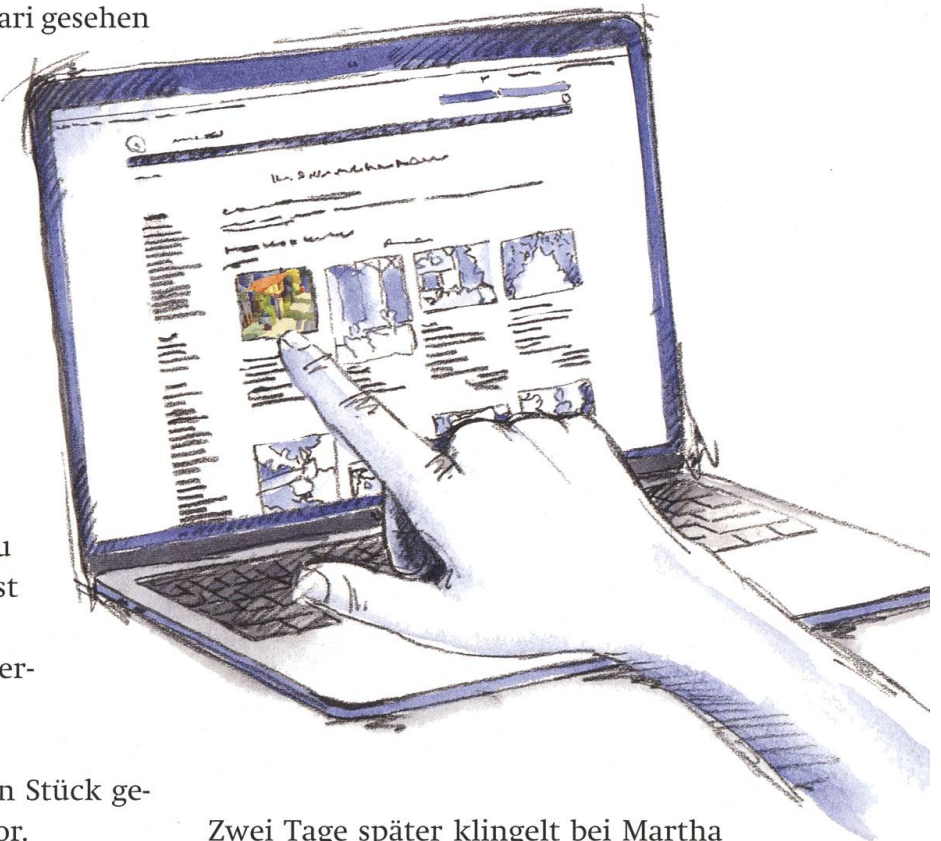 ari gesehen
u
st
er-
n Stück ge-
or.
Zwei Tage später klingelt bei Martha